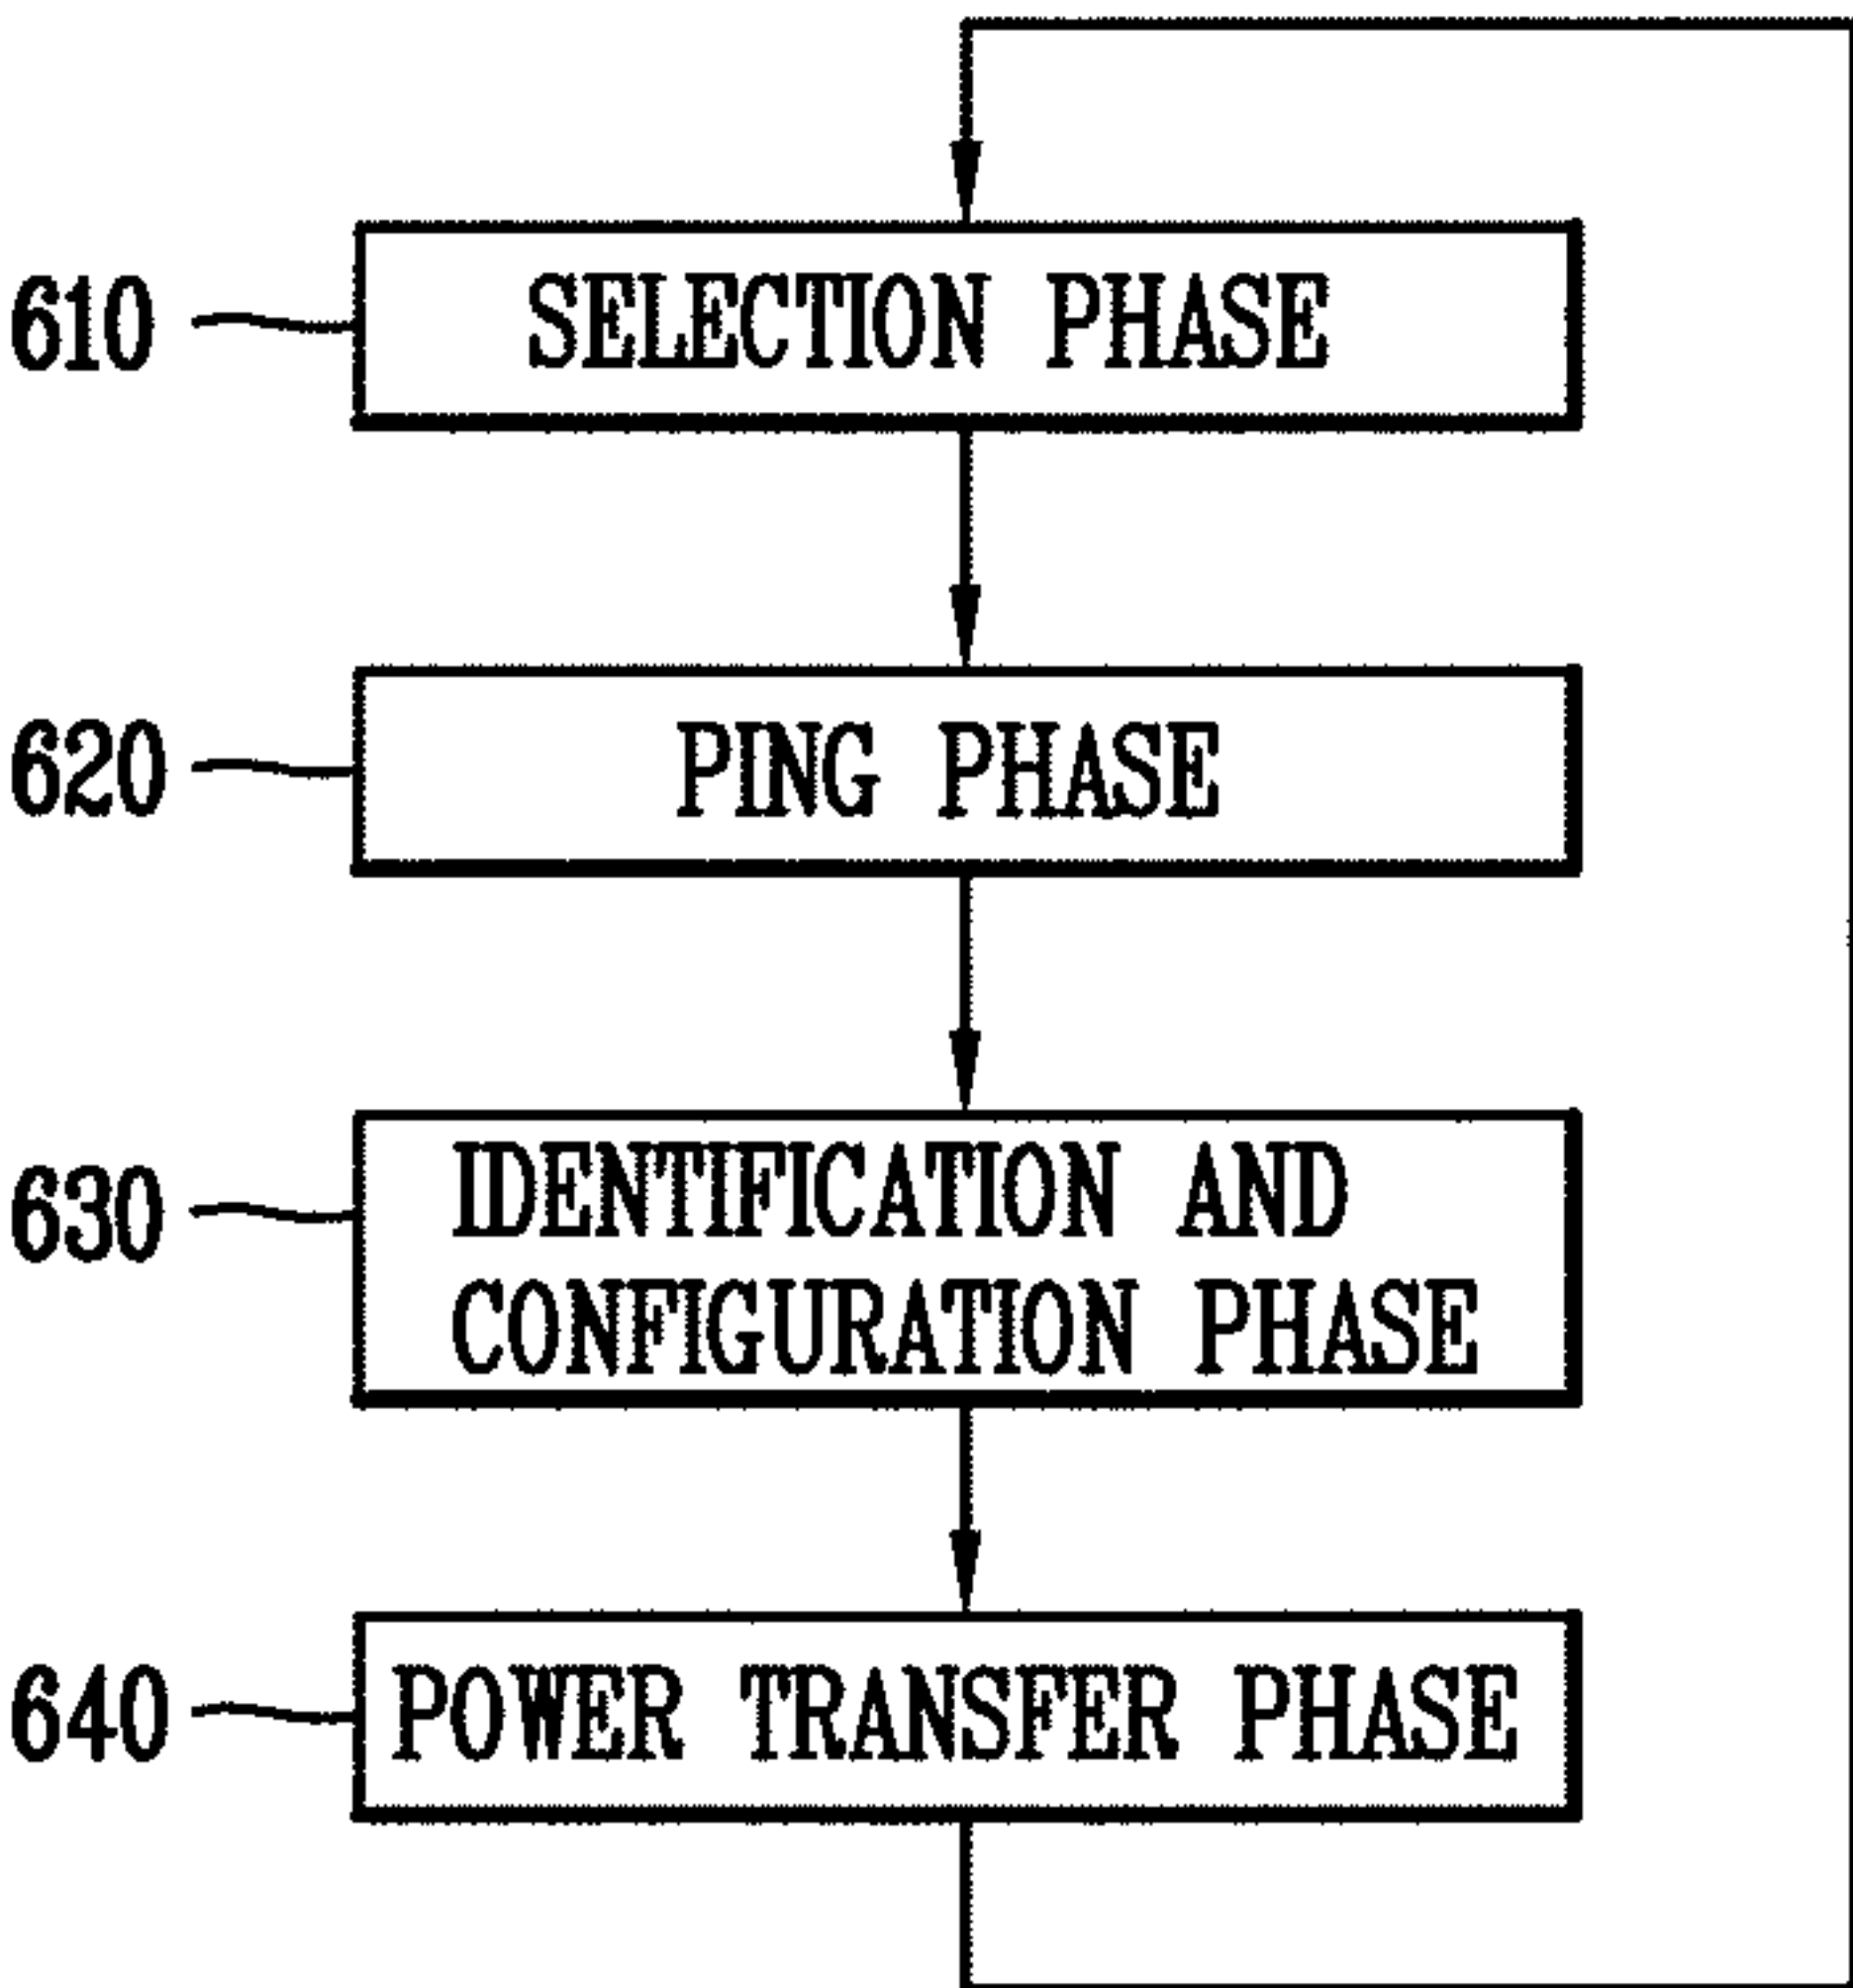 610 SELECTION PHASE
620 PING PHASE
630 IDENTIFICATION AND
CONFIGURATION PHASE
640 POWER TRANSFER PHASE